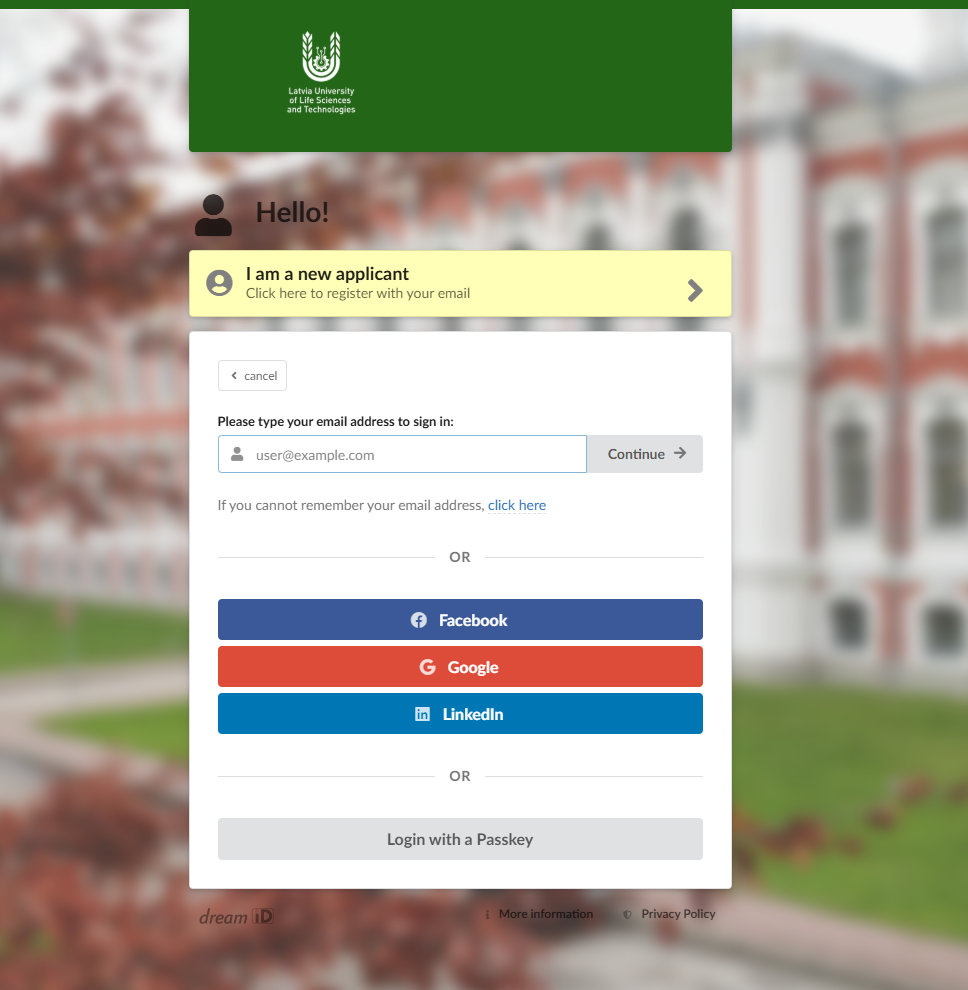 Latvia University
of Life Sciences
and Technologies
Hello!
I am a new applicant
Click here to register with your email
cancel
Please type your email address to sign in:
user@example.com
Continue
If you cannot remember your email address, click here
OR
Facebook
Google
LinkedIn
OR
Login with a Passkey
dream iD
More information
Privacy Policy